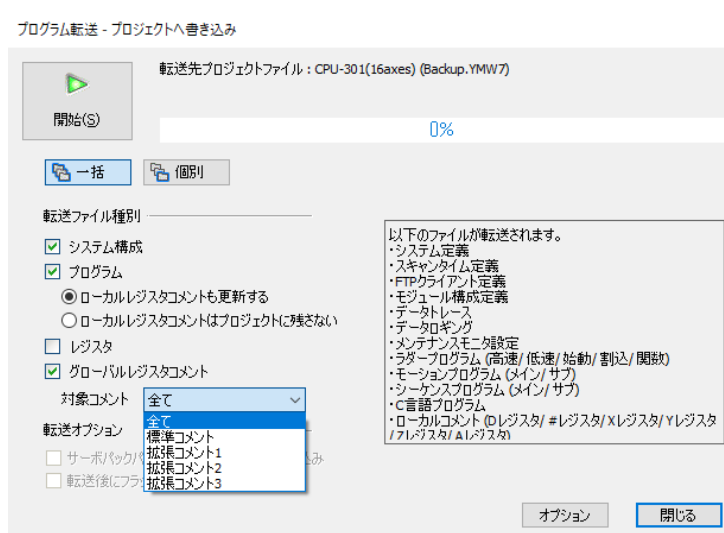 プログラム転送 - プロジェクトへ書き込み
転送先プロジェクトファイル : CPU-301(16axes) (Backup.YMW7)
開始(S)
0%
一括
個別
転送ファイル種別
システム構成
プログラム
ローカルレジスタコメントも更新する
ローカルレジスタコメントはプロジェクトに残さない
レジスタ
グローバルレジスタコメント
対象コメント 全て
全て
標準コメント
拡張コメント1
拡張コメント2
拡張コメント3
転送オプション
サーボパックパ
込み
転送後にフラ
以下のファイルが転送されます。
・システム定義
・スキャンタイム定義
・FTPクライアント定義
・モジュール構成定義
・データトレース
・データロギング
・メンテナンスモニタ設定
・ラダープログラム (高速/ 低速/ 始動/ 割込/ 関数)
・モーションプログラム (メイン/ サブ)
・シーケンスプログラム (メイン/ サブ)
・C言語プログラム
・ローカルコメント (Dレジスタ/ #レジスタ/ Xレジスタ/ Yレジスタ
/ Zレジスタ/ Aレジスタ)
オプション
閉じる